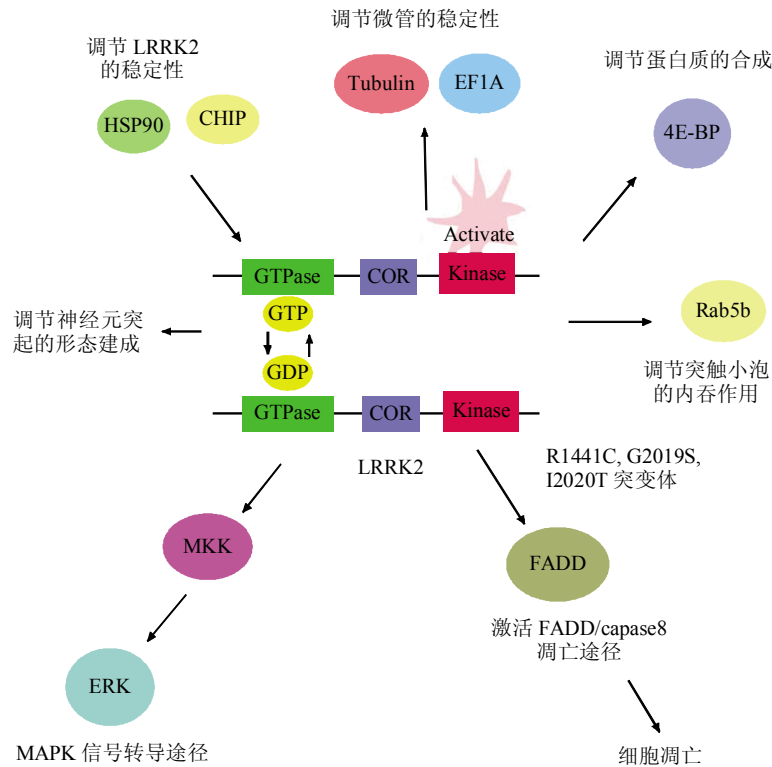 调节微管的稳定性
调节 LRRK2
的稳定性
调节蛋白质的合成
Tubulin
EF1A
HSP90
CHIP
4E-BP
Activate
GTPase
COR
Kinase
GTP
Rab5b
调节神经元突
起的形态建成
GDP
调节突触小泡
的内吞作用
GTPase
COR
Kinase
LRRK2
R1441C, G2019S,
I2020T 突变体
MKK
FADD
激活 FADD/capase8
凋亡途径
ERK
MAPK 信号转导途径
细胞凋亡